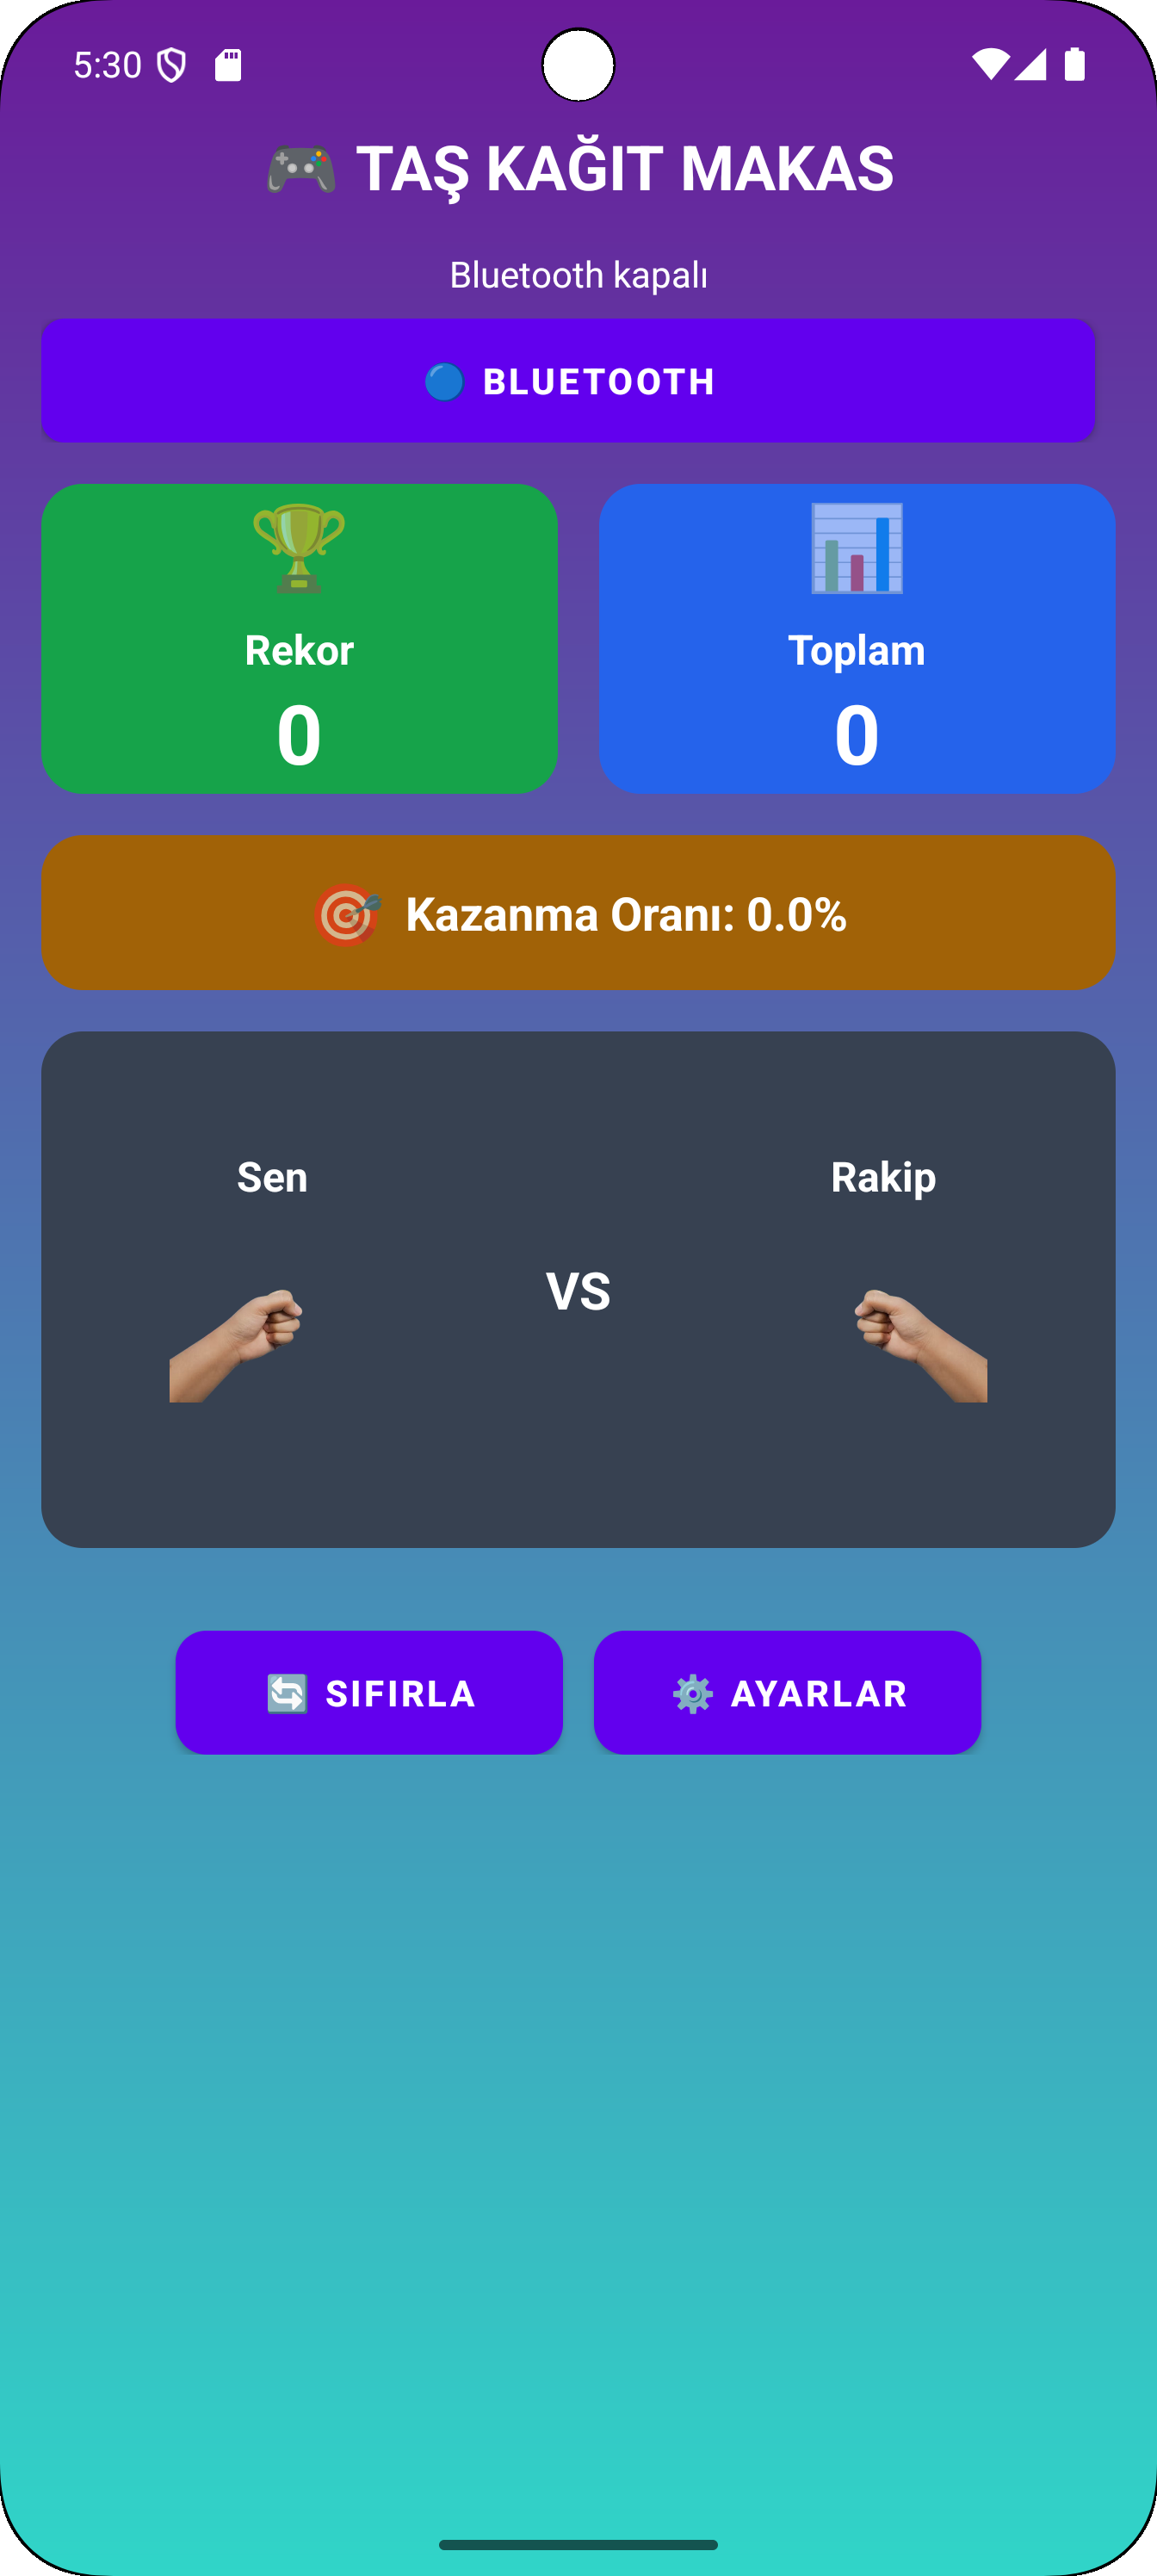 5:30
🎮 TAŞ KAĞIT MAKAS
Bluetooth kapalı
🔵 BLUETOOTH
Rekor
0
Toplam
0
Kazanma Oranı: 0.0%
Sen
Rakip
VS
🔄 SIFIRLA
⚙️ AYARLAR